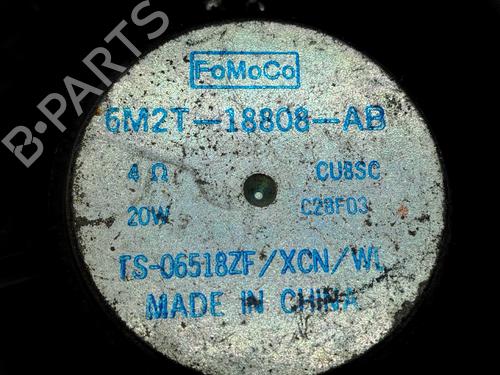 B-PARTS
FoMoCo
6M2T-18808-AB
4 Ω CU8SC
20W C28F03
TS-06518ZF/XCN/WL
MADE IN CHINA